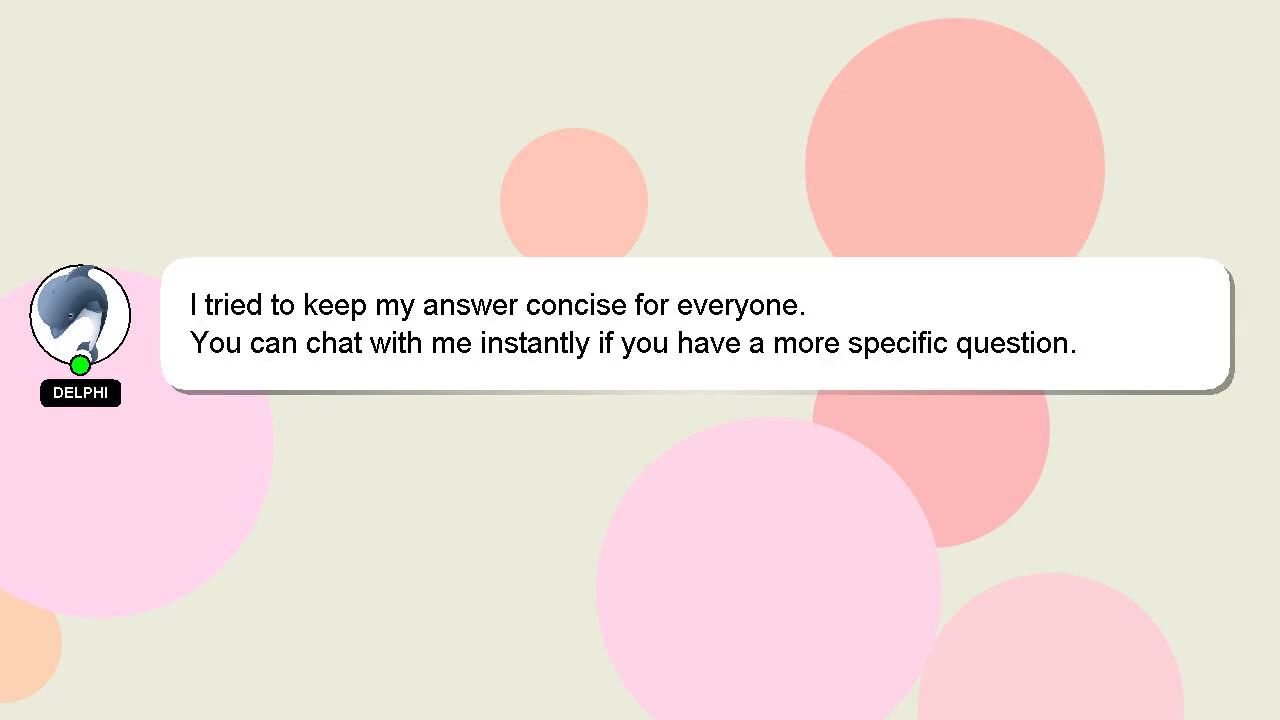 I tried to keep my answer concise for everyone.
You can chat with me instantly if you have a more specific question.
DELPHI